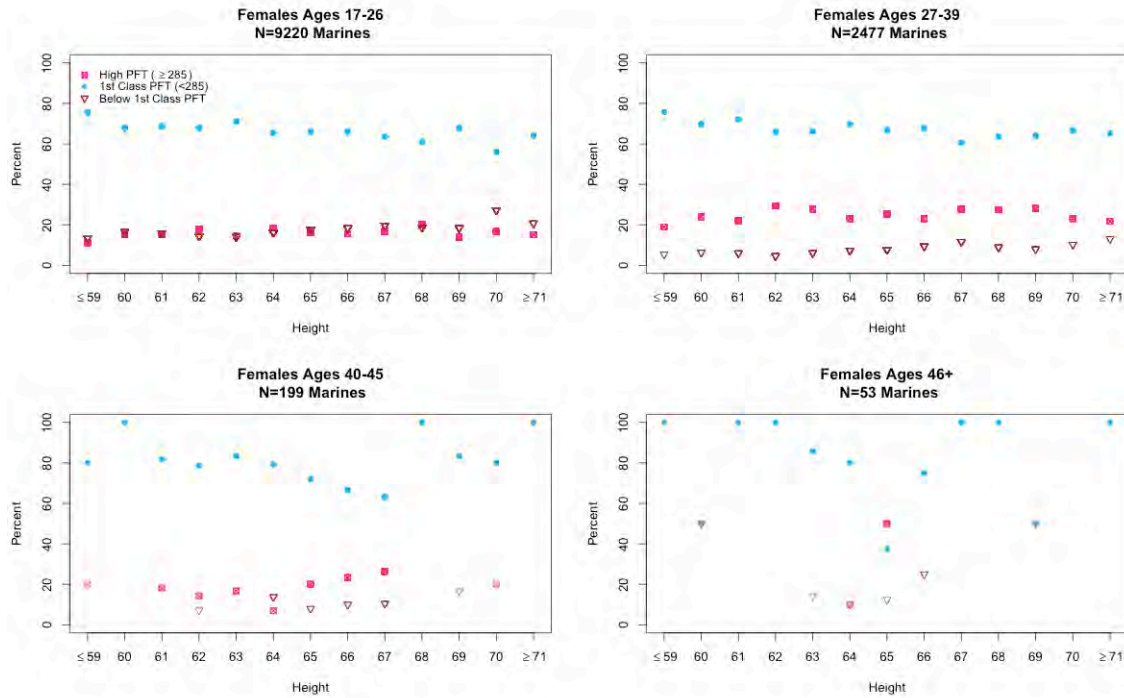 Females Ages 17-26
N=9220 Marines
100
80
60
40
20
0
Percent
High PFT ( ≥ 285)
1st Class PFT (<285)
Below 1st Class PFT
≤ 59 60 61 62 63 64 65 66 67 68 69 70 ≥ 71
Height
Females Ages 27-39
N=2477 Marines
100
80
60
40
20
0
Percent
≤ 59 60 61 62 63 64 65 66 67 68 69 70 ≥ 71
Height
Females Ages 40-45
N=199 Marines
100
80
60
40
20
0
Percent
≤ 59 60 61 62 63 64 65 66 67 68 69 70 ≥ 71
Height
Females Ages 46+
N=53 Marines
100
80
60
40
20
0
Percent
≤ 59 60 61 62 63 64 65 66 67 68 69 70 ≥ 71
Height